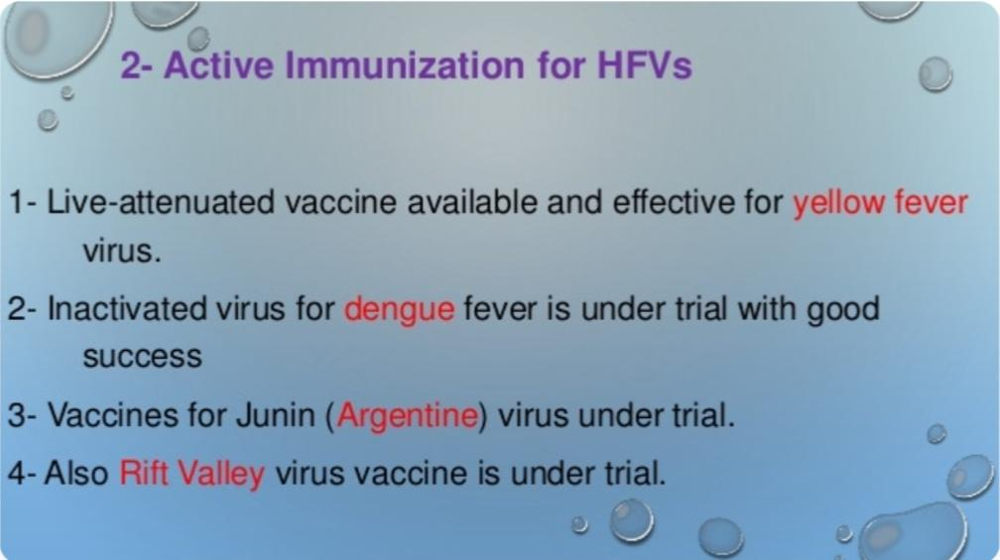 2- Active Immunization for HFVs
1- Live-attenuated vaccine available and effective for yellow fever
virus.
2- Inactivated virus for dengue fever is under trial with good
success
3- Vaccines for Junin (Argentine) virus under trial.
4- Also Rift Valley virus vaccine is under trial.